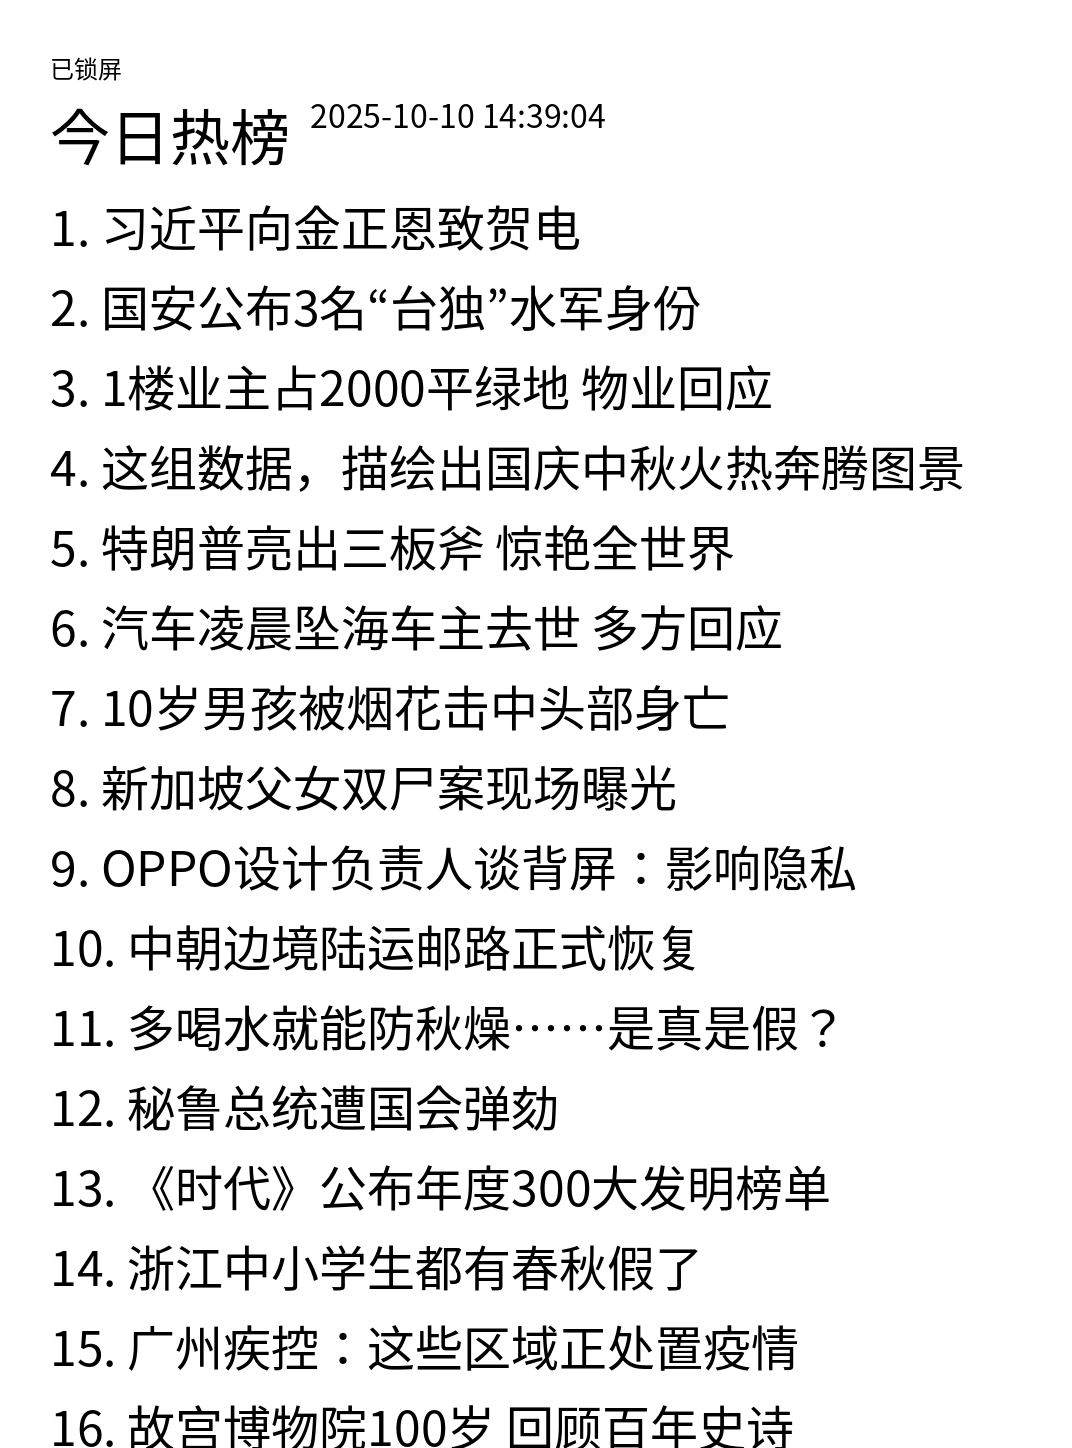 已锁屏
今日热榜 2025-10-10 14:39:04
1. 习近平向金正恩致贺电
2. 国安公布3名“台独”水军身份
3. 1楼业主占2000平绿地 物业回应
4. 这组数据，描绘出国庆中秋火热奔腾图景
5. 特朗普亮出三板斧 惊艳全世界
6. 汽车凌晨坠海车主去世 多方回应
7. 10岁男孩被烟花击中头部身亡
8. 新加坡父女双尸案现场曝光
9. OPPO设计负责人谈背屏：影响隐私
10. 中朝边境陆运邮路正式恢复
11. 多喝水就能防秋燥……是真是假？
12. 秘鲁总统遭国会弹劾
13. 《时代》公布年度300大发明榜单
14. 浙江中小学生都有春秋假了
15. 广州疾控：这些区域正处置疫情
16. 故宫博物院100岁 回顾百年史诗